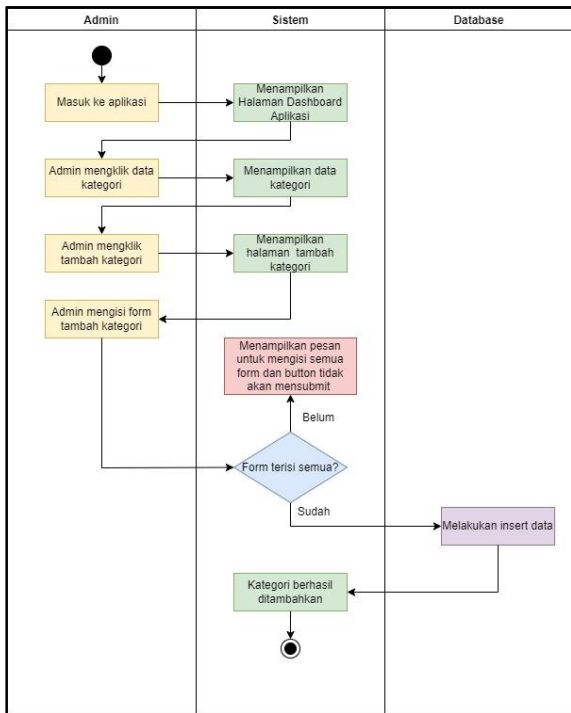 Admin
Sistem
Database
Masuk ke aplikasi
Menampilkan
Halaman Dashboard
Aplikasi
Admin mengklik data
kategori
Menampilkan data
kategori
Admin mengklik
tambah kategori
Menampilkan
halaman tambah
kategori
Admin mengisi form
tambah kategori
Menampilkan pesan
untuk mengisi semua
form dan button tidak
akan mensubmit
Belum
Form terisi semua?
Sudah
Melakukan insert data
Kategori berhasil
ditambahkan